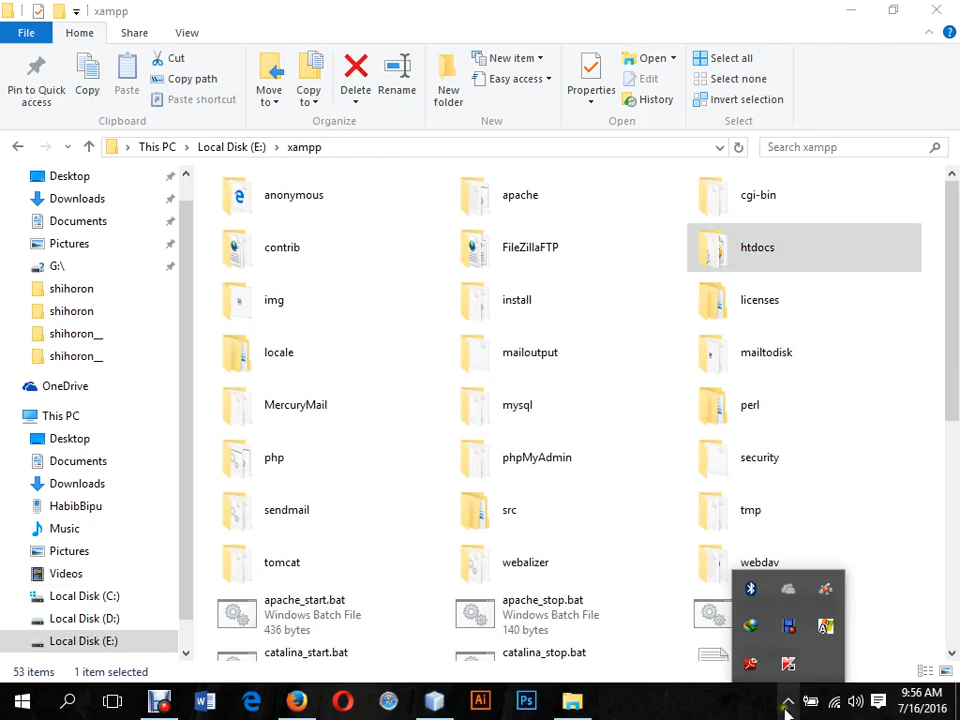 xampp
File Home Share View
Pin to Quick access
Copy
Paste
Cut
Copy path
Paste shortcut
Move to
Copy to
Delete
Rename
New folder
New item
Easy access
Properties
Open
Edit
History
Select all
Select none
Invert selection
Clipboard Organize New Open Select
This PC Local Disk (E:) xampp
Search xampp
Desktop
Downloads
Documents
Pictures
G:\
shihoron
shihoron
shihoron__
shihoron__
OneDrive
This PC
Desktop
Documents
Downloads
HabibBipu
Music
Pictures
Videos
Local Disk (C:)
Local Disk (D:)
Local Disk (E:)
anonymous apache cgi-bin
contrib FileZillaFTP htdocs
img install licenses
locale mailoutput mailtodisk
MercuryMail mysql perl
php phpMyAdmin security
sendmail src tmp
tomcat webalizer webdav
apache_start.bat
Windows Batch File
436 bytes
apache_stop.bat
Windows Batch File
140 bytes
catalina_start.bat catalina_stop.bat
53 items 1 item selected
Ai
Ps
9:56 AM
7/16/2016